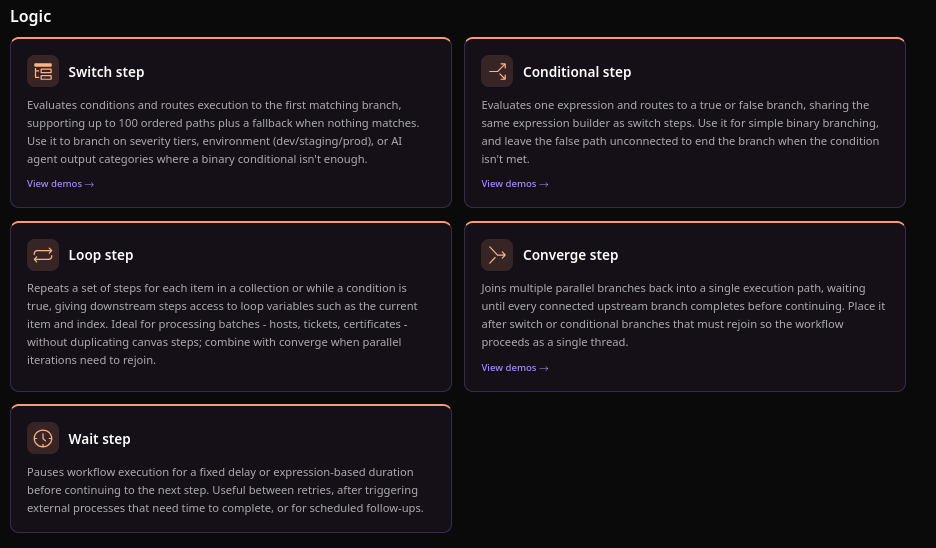 Logic
Switch step
Evaluates conditions and routes execution to the first matching branch,
supporting up to 100 ordered paths plus a fallback when nothing matches.
Use it to branch on severity tiers, environment (dev/staging/prod), or AI
agent output categories where a binary conditional isn't enough.
View demos →
Conditional step
Evaluates one expression and routes to a true or false branch, sharing the
same expression builder as switch steps. Use it for simple binary branching,
and leave the false path unconnected to end the branch when the condition
isn't met.
View demos →
Loop step
Repeats a set of steps for each item in a collection or while a condition is
true, giving downstream steps access to loop variables such as the current
item and index. Ideal for processing batches - hosts, tickets, certificates -
without duplicating canvas steps; combine with converge when parallel
iterations need to rejoin.
Converge step
Joins multiple parallel branches back into a single execution path, waiting
until every connected upstream branch completes before continuing. Place it
after switch or conditional branches that must rejoin so the workflow
proceeds as a single thread.
View demos →
Wait step
Pauses workflow execution for a fixed delay or expression-based duration
before continuing to the next step. Useful between retries, after triggering
external processes that need time to complete, or for scheduled follow-ups.